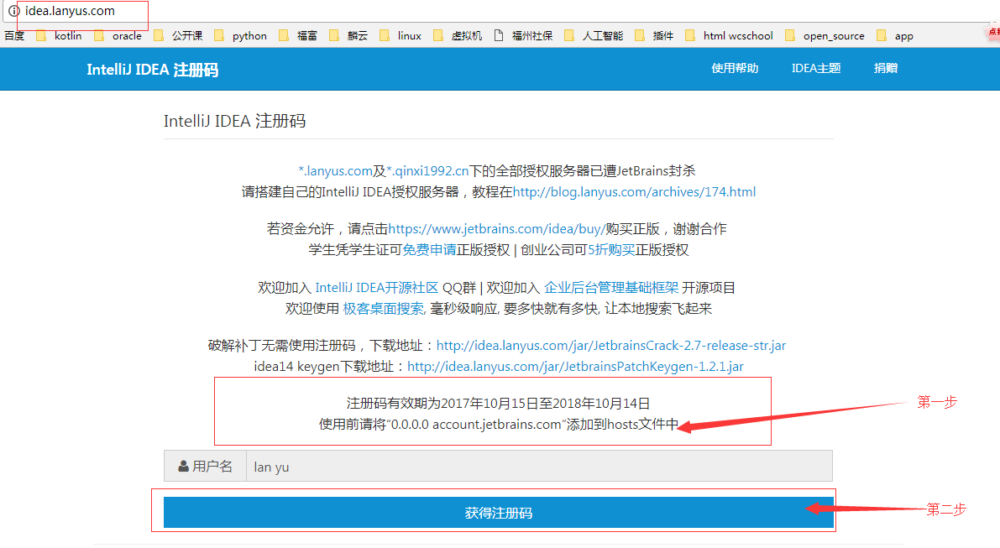 idea.lanyus.com
百度 kotlin oracle 公开课 python 福富 麟云 linux 虚拟机 福州社保 人工智能 插件 html wcschool open_source app
IntelliJ IDEA 注册码 使用帮助 IDEA主题 捐赠
IntelliJ IDEA 注册码
*.lanyus.com及*.qinxi1992.cn下的全部授权服务器已遭JetBrains封杀
请搭建自己的IntelliJ IDEA授权服务器，教程在http://blog.lanyus.com/archives/174.html
若资金允许，请点击https://www.jetbrains.com/idea/buy/购买正版，谢谢合作
学生凭学生证可免费申请正版授权 | 创业公司可5折购买正版授权
欢迎加入 IntelliJ IDEA开源社区 QQ群 | 欢迎加入 企业后台管理基础框架 开源项目
欢迎使用 极客桌面搜索, 毫秒级响应, 要多快就有多快, 让本地搜索飞起来
破解补丁无需使用注册码，下载地址：http://idea.lanyus.com/jar/JetbrainsCrack-2.7-release-str.jar
idea14 keygen下载地址：http://idea.lanyus.com/jar/JetbrainsPatchKeygen-1.2.1.jar
注册码有效期为2017年10月15日至2018年10月14日
第一步
使用前请将“0.0.0.0 account.jetbrains.com”添加到hosts文件中
用户名 lan yu
获得注册码
第二步